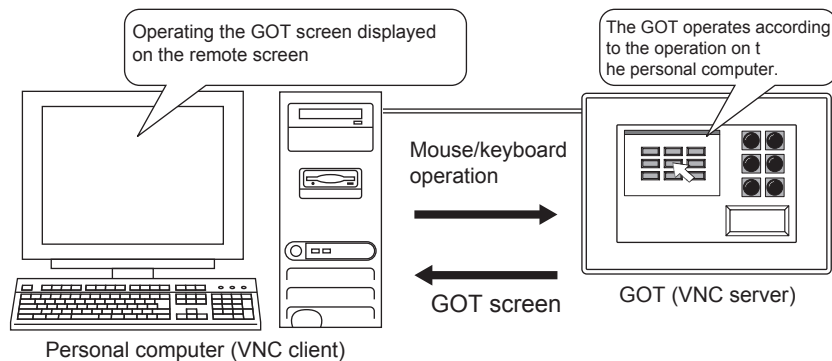 Operating the GOT screen displayed
on the remote screen
The GOT operates according
to the operation on t
he personal computer.
Mouse/keyboard
operation
GOT screen
GOT (VNC server)
Personal computer (VNC client)